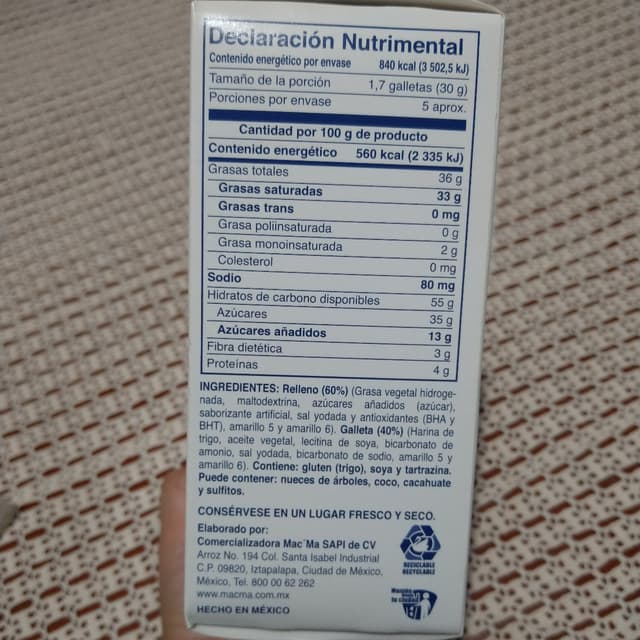 Declaración Nutrimental
Contenido energético por envase 840 kcal (3 502,5 kJ)
Tamaño de la porción 1,7 galletas (30 g)
Porciones por envase 5 aprox.
Cantidad por 100 g de producto
Contenido energético 560 kcal (2 335 kJ)
Grasas totales 36 g
Grasas saturadas 33 g
Grasas trans 0 mg
Grasa poliinsaturada 0 g
Grasa monoinsaturada 2 g
Colesterol 0 mg
Sodio 80 mg
Hidratos de carbono disponibles 55 g
Azúcares 35 g
Azúcares añadidos 13 g
Fibra dietética 3 g
Proteínas 4 g
INGREDIENTES: Relleno (60%) (Grasa vegetal hidroge-
nada, maltodextrina, azúcares añadidos (azúcar),
saborizante artificial, sal yodada y antioxidantes (BHA y
BHT), amarillo 5 y amarillo 6). Galleta (40%) (Harina de
trigo, aceite vegetal, lecitina de soya, bicarbonato de
amonio, sal yodada, bicarbonato de sodio, amarillo 5 y
amarillo 6). Contiene: gluten (trigo), soya y tartrazina.
Puede contener: nueces de árboles, coco, cacahuate
y sulfitos.
CONSÉRVESE EN UN LUGAR FRESCO Y SECO.
Elaborado por:
Comercializadora Mac´Ma SAPI de CV
Arroz No. 194 Col. Santa Isabel Industrial
C.P. 09820, Iztapalapa, Ciudad de México,
México, Tel. 800 00 62 262
www.macma.com.mx
HECHO EN MÉXICO
RECICLABLE
RECYCLABLE